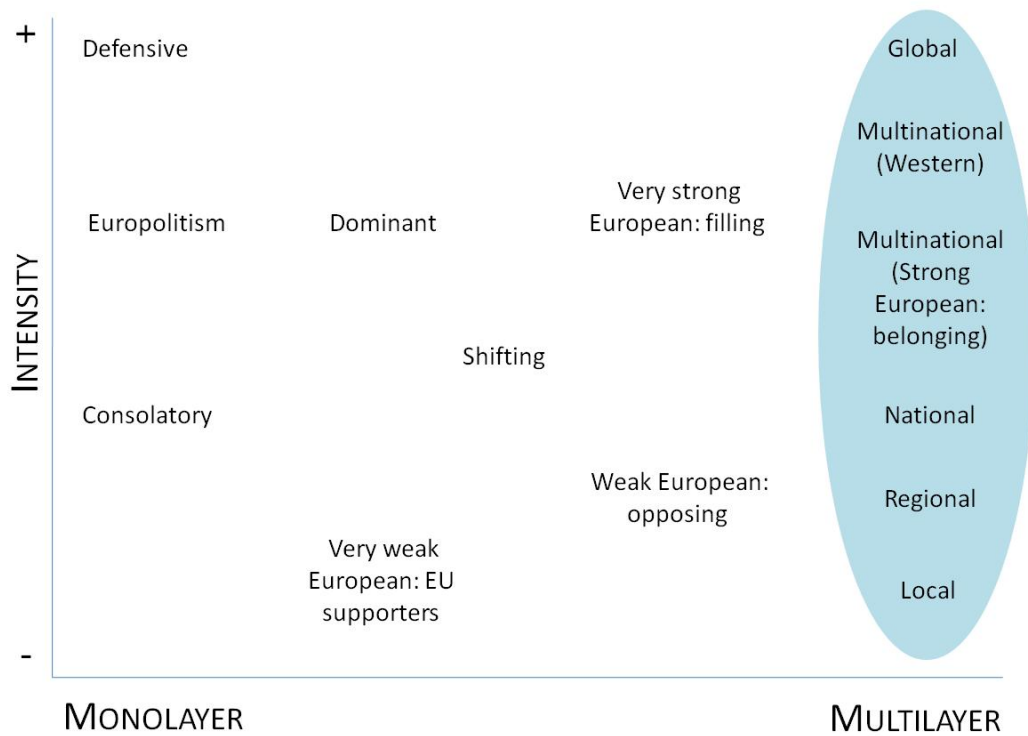 +
Defensive
Global
Multinational
(Western)
Very strong
European: filling
Europolitism
Dominant
Multinational
(Strong
European:
belonging)
INTENSITY
Shifting
Consolatory
National
Weak European:
opposing
Regional
Very weak
European: EU
supporters
Local
-
MONOLAYER
MULTILAYER